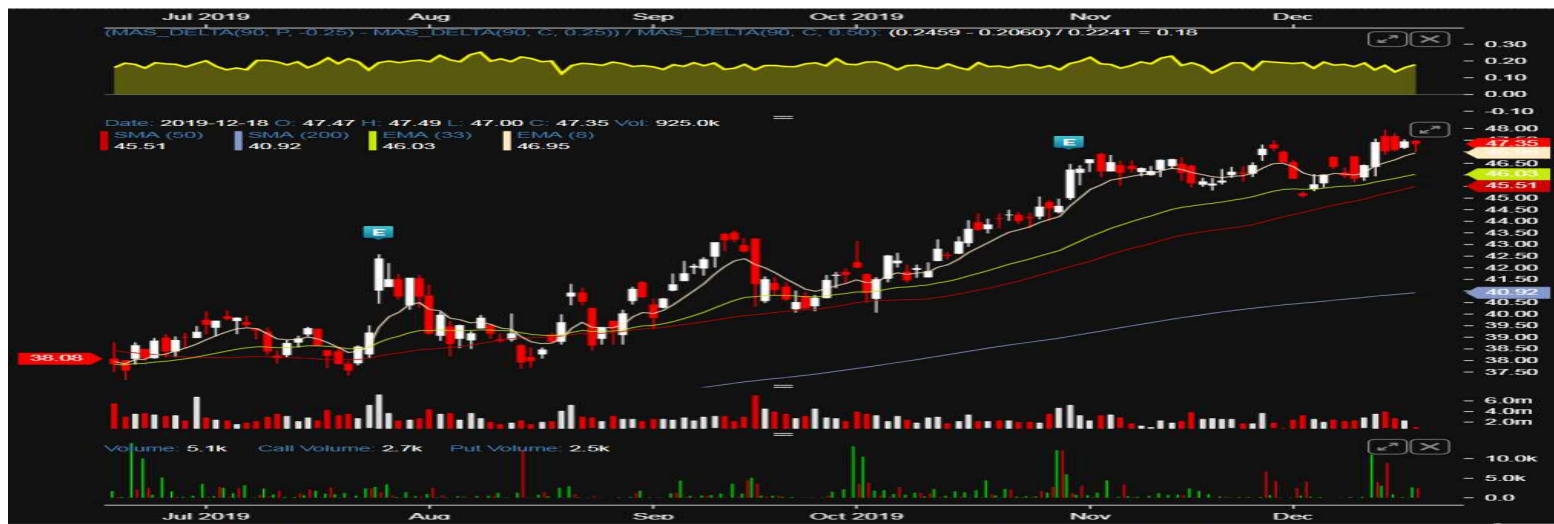 Jul 2019 Aug Sep Oct 2019 Nov Dec
(MAS_DELTA(90, P, -0.25) - MAS_DELTA(90, C, 0.25)) / MAS_DELTA(90, C, 0.50): (0.2459 - 0.2060) / 0.2241 = 0.18
0.30
0.20
0.10
0.00
-0.10
Date: 2019-12-18 O: 47.47 H: 47.49 L: 47.00 C: 47.35 Vol: 925.0k
SMA (50) SMA (200) EMA (33) EMA (8)
45.51 40.92 46.03 46.95
48.00
47.35
46.50
46.03
45.51
45.00
44.50
44.00
43.50
43.00
42.50
42.00
41.50
40.92
40.50
40.00
39.50
39.00
38.50
38.00
37.50
E
E
38.08
6.0m
4.0m
2.0m
Volume: 5.1k Call Volume: 2.7k Put Volume: 2.5k
10.0k
5.0k
0.0
Jul 2019 Aug Sep Oct 2019 Nov Dec